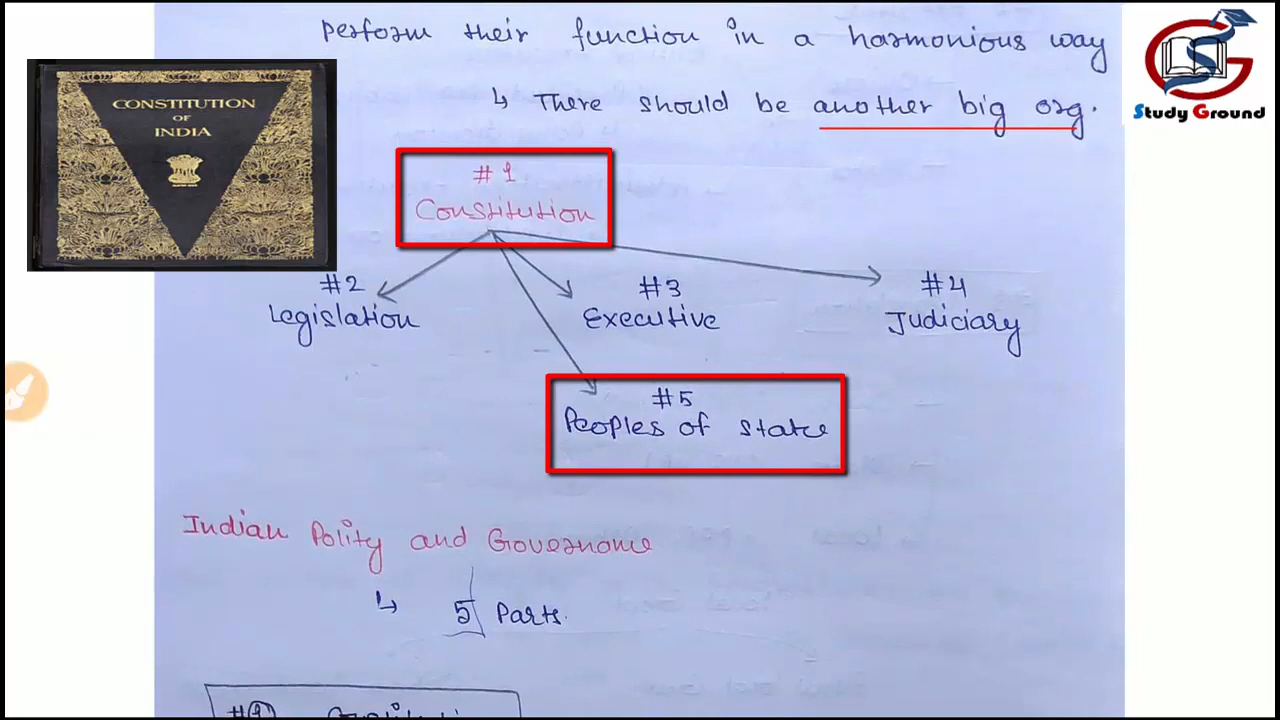 Perform their function in a harmonious way
↳ There should be another big org.
Study Ground
CONSTITUTION
OF
INDIA
#1
Constitution
#2
Legislation
#3
Executive
#4
Judiciary
#5
Peoples of state
Indian Polity and Governance
↳ 5 Parts.
#1